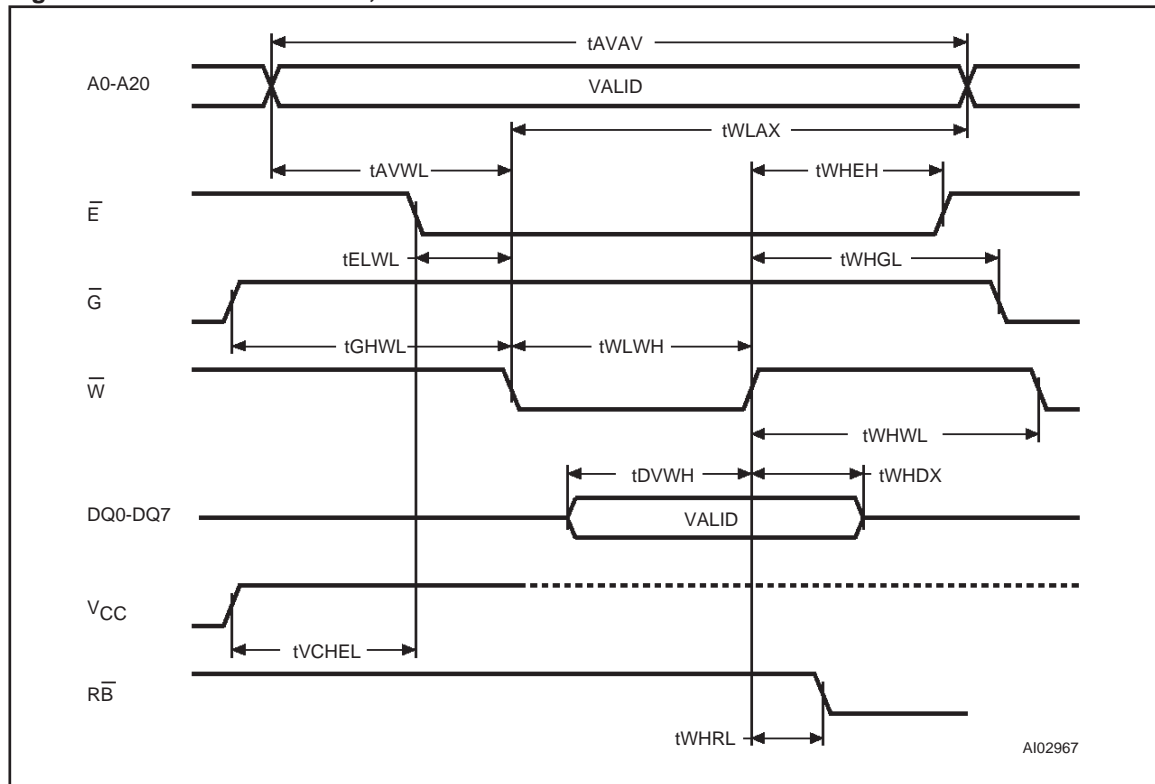 tAVAV
A0-A20
VALID
tWLAX
tAVWL
tWHEH
E̅
tELWL
tWHGL
G̅
tGHWL
tWLWH
W̅
tWHWL
tDVWH
tWHDX
DQ0-DQ7
VALID
VCC
tVCHEL
RB̅
tWHRL
AI02967